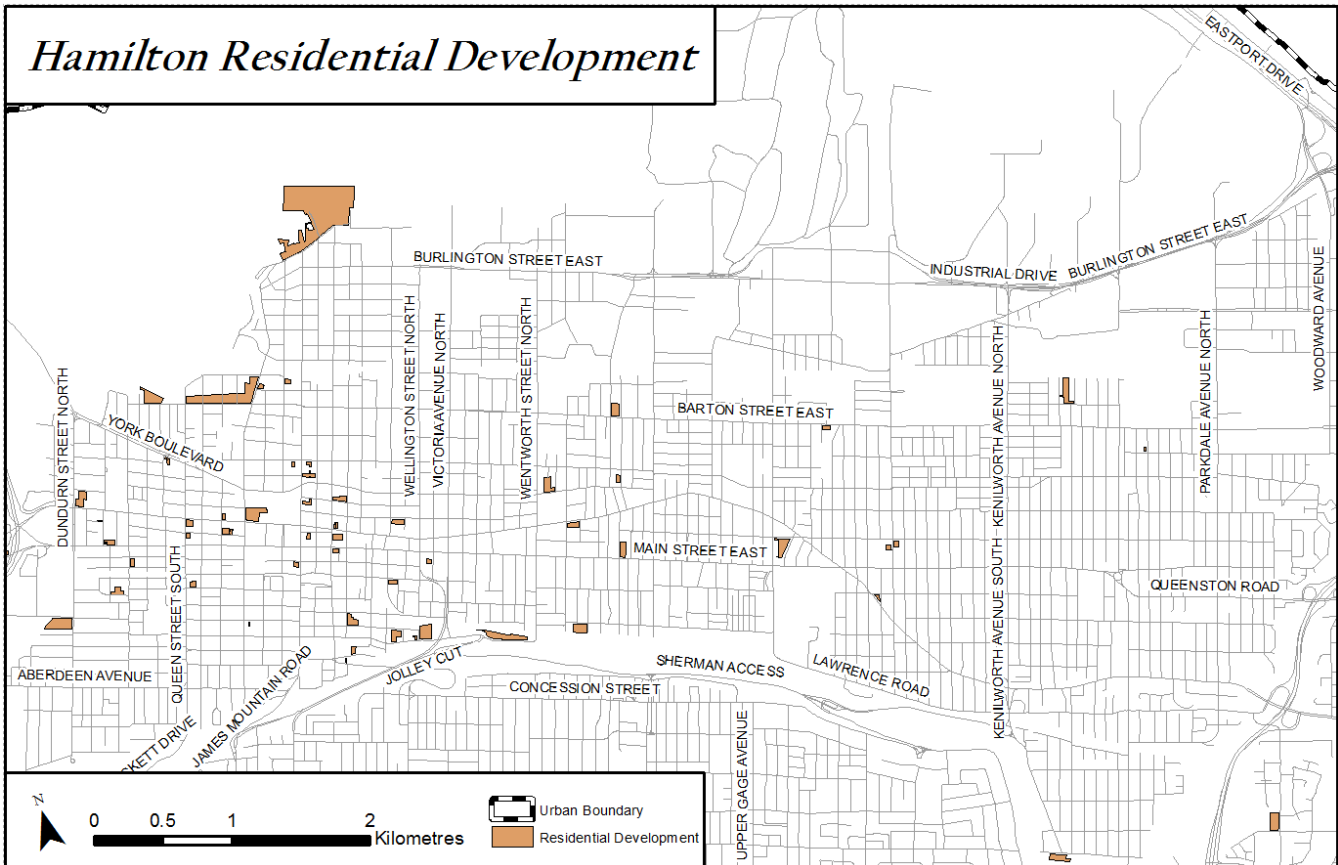 Hamilton Residential Development
EASTPORT DRIVE
BURLINGTON STREET EAST
INDUSTRIAL DRIVE
BURLINGTON STREET EAST
WOODWARD AVENUE
WELLINGTON STREET NORTH
VICTORIA AVENUE NORTH
WENTWORTH STREET NORTH
KENILWORTH AVENUE NORTH
PARKDALE AVENUE NORTH
DUNDURN STREET NORTH
YORK BOULEVARD
BARTON STREET EAST
MAIN STREET EAST
QUEENSTON ROAD
QUEEN STREET SOUTH
KENILWORTH AVENUE SOUTH
ABERDEEN AVENUE
JAMES MOUNTAIN ROAD
JOLLEY CUT
SHERMAN ACCESS
LAWRENCE ROAD
CONCESSION STREET
SKETT DRIVE
UPPER GAGE AVENUE
N
0 0.5 1 2
Kilometres
Urban Boundary
Residential Development